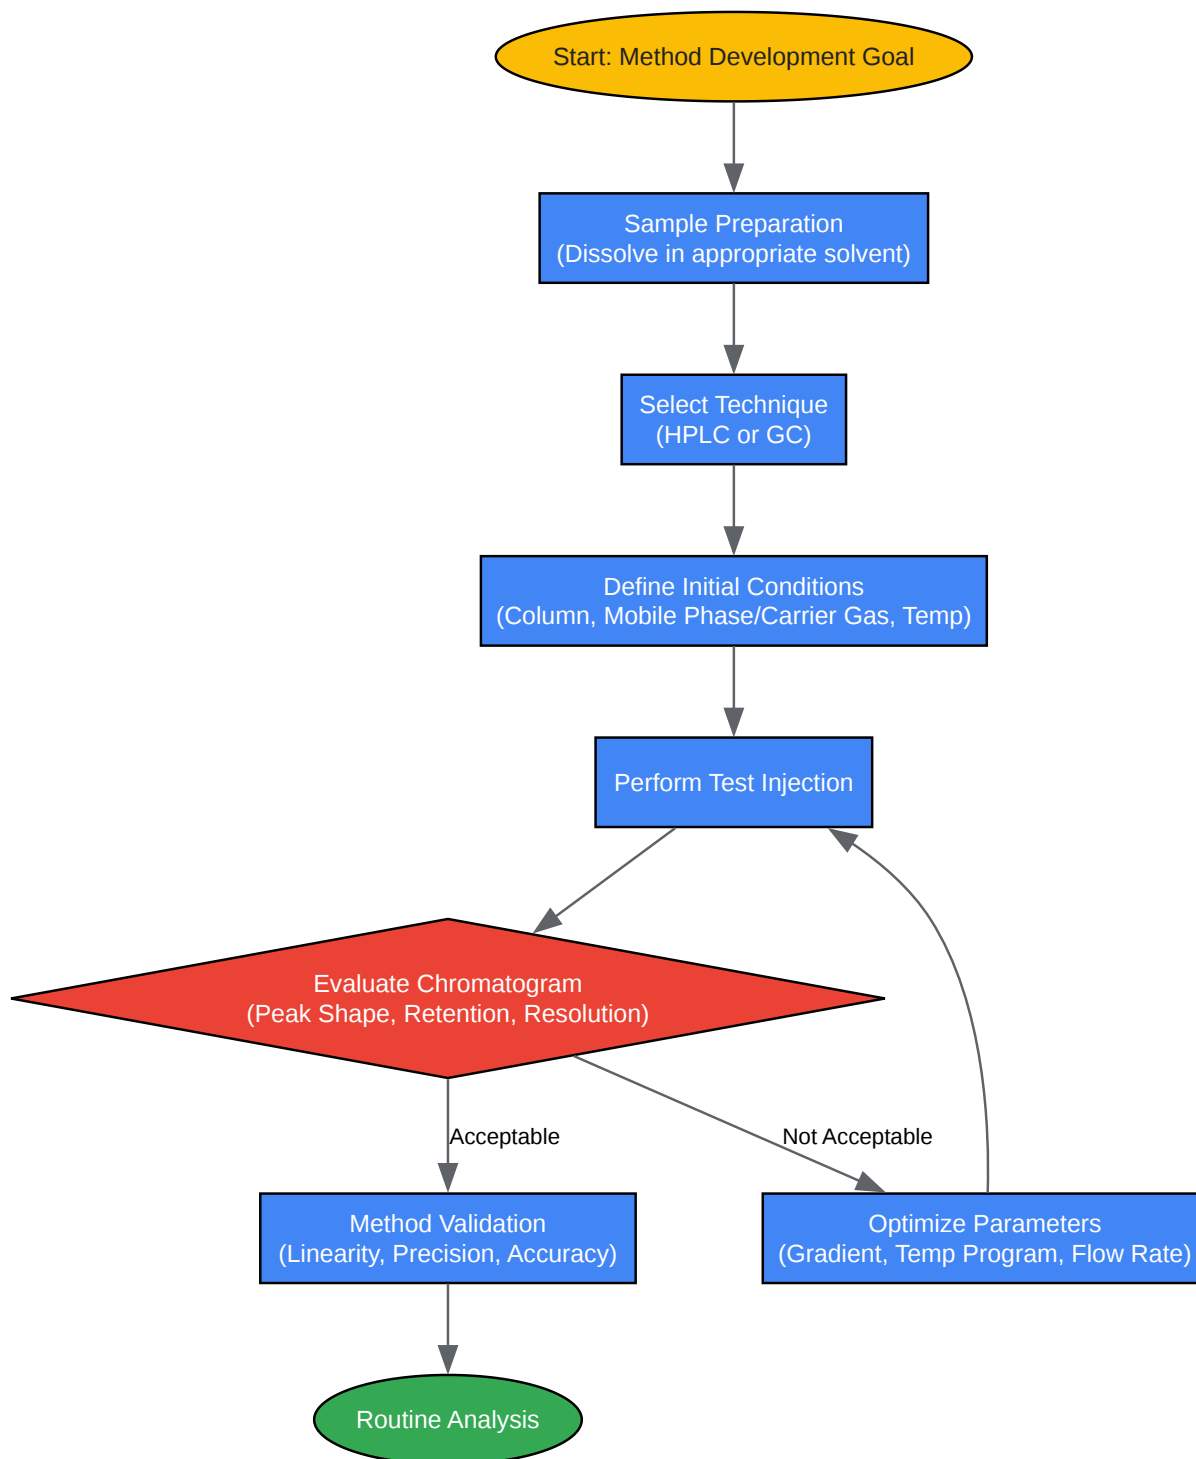 Start: Method Development Goal
Sample Preparation
(Dissolve in appropriate solvent)
Select Technique
(HPLC or GC)
Define Initial Conditions
(Column, Mobile Phase/Carrier Gas, Temp)
Perform Test Injection
Evaluate Chromatogram
(Peak Shape, Retention, Resolution)
Acceptable
Not Acceptable
Method Validation
(Linearity, Precision, Accuracy)
Optimize Parameters
(Gradient, Temp Program, Flow Rate)
Routine Analysis